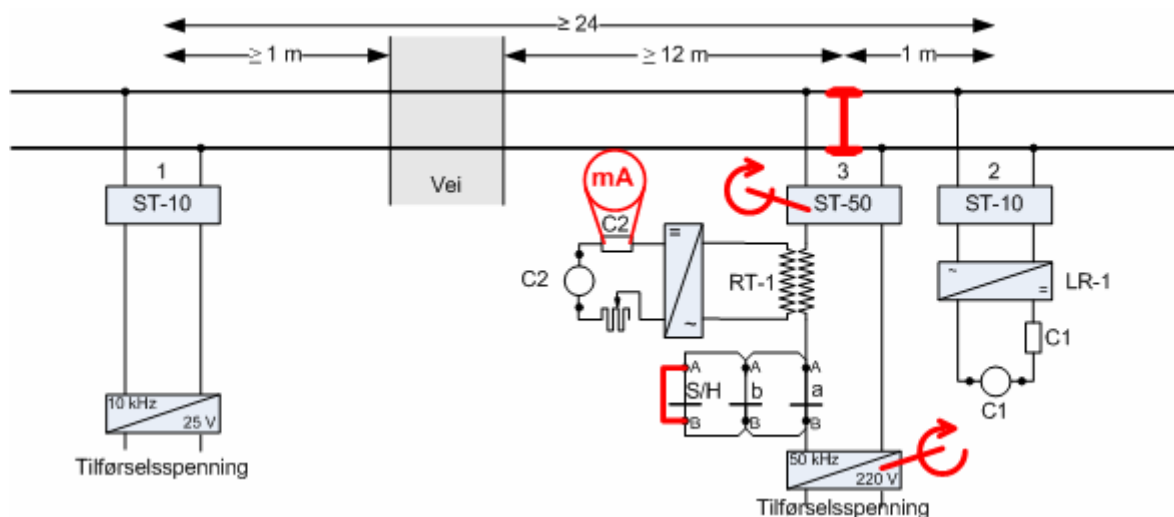 ≥ 24
≥ 1 m
≥ 12 m
1 m
Vei
1
ST-10
mA
C2
C2
=
~
RT-1
3
ST-50
2
ST-10
~
=
LR-1
C1
C1
A
A
A
S/H
b
a
B
B
B
10 kHz
25 V
Tilførselsspenning
50 kHz
220 V
Tilførselsspenning